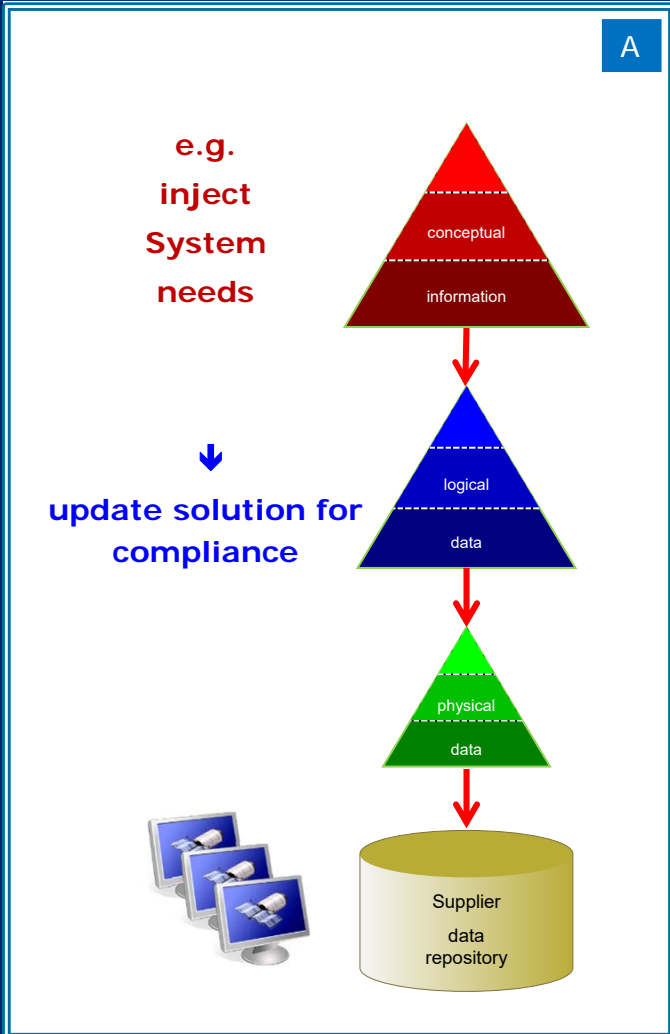 A
e.g.
inject
System
needs
conceptual
information
🡻
update solution for
compliance
logical
data
physical
data
Supplier
data
repository